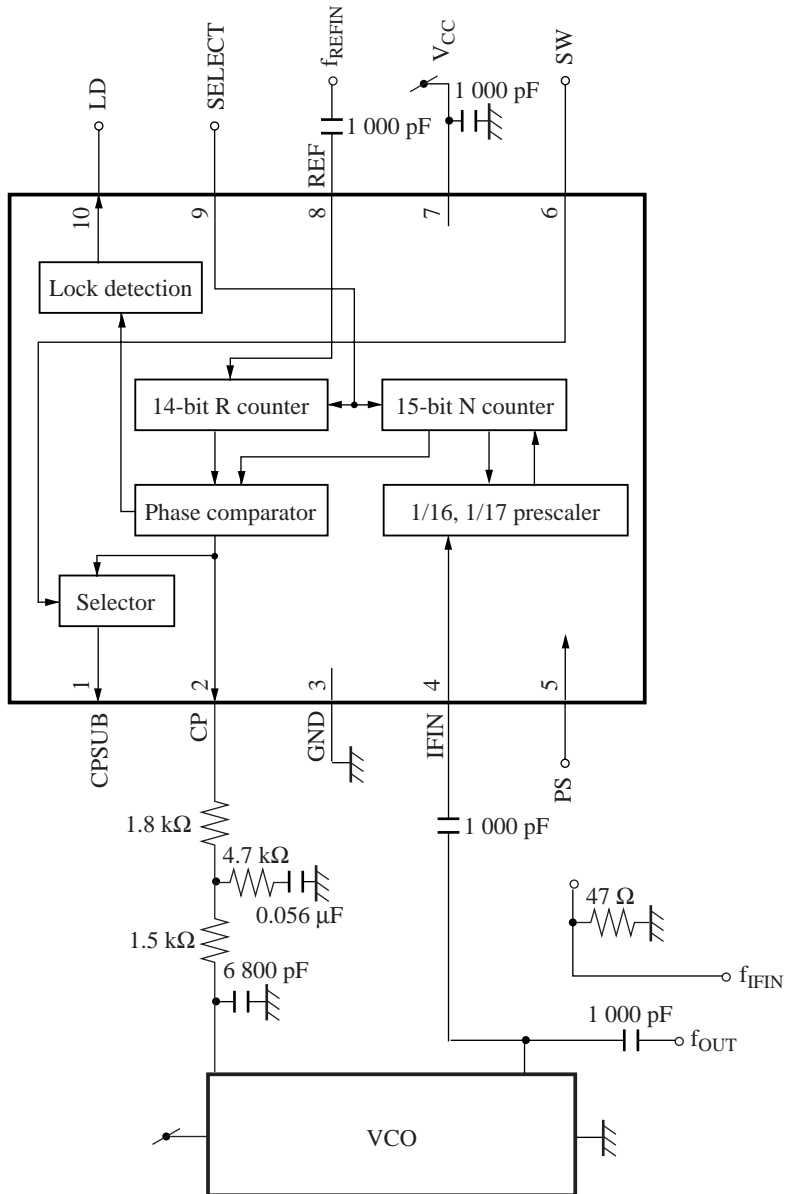 LD
SELECT
fREFIN
VCC
SW
1 000 pF
1 000 pF
REF
10
9
8
7
6
Lock detection
14-bit R counter
15-bit N counter
Phase comparator
1/16, 1/17 prescaler
Selector
1
2
3
4
5
CPSUB
CP
GND
IFIN
PS
1.8 kΩ
1 000 pF
4.7 kΩ
0.056 µF
47 Ω
1.5 kΩ
6 800 pF
fIFIN
1 000 pF
fOUT
VCO